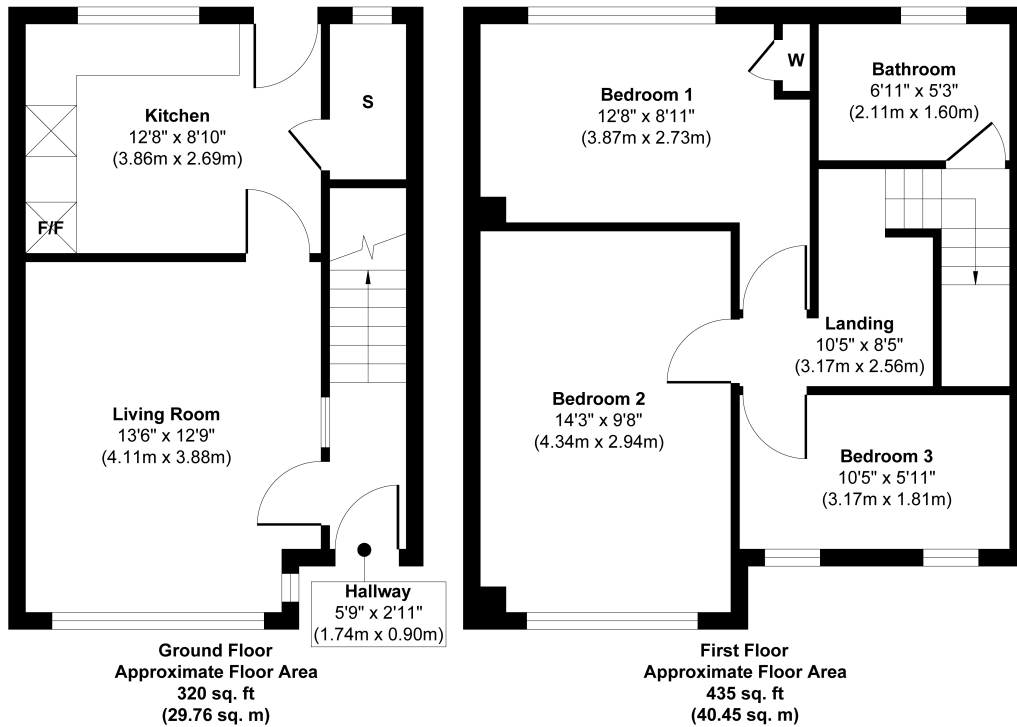 Kitchen
12'8" x 8'10"
(3.86m x 2.69m)
S
F/F
Living Room
13'6" x 12'9"
(4.11m x 3.88m)
Hallway
5'9" x 2'11"
(1.74m x 0.90m)
Ground Floor
Approximate Floor Area
320 sq. ft
(29.76 sq. m)
Bedroom 1
12'8" x 8'11"
(3.87m x 2.73m)
W
Bathroom
6'11" x 5'3"
(2.11m x 1.60m)
Landing
10'5" x 8'5"
(3.17m x 2.56m)
Bedroom 2
14'3" x 9'8"
(4.34m x 2.94m)
Bedroom 3
10'5" x 5'11"
(3.17m x 1.81m)
First Floor
Approximate Floor Area
435 sq. ft
(40.45 sq. m)